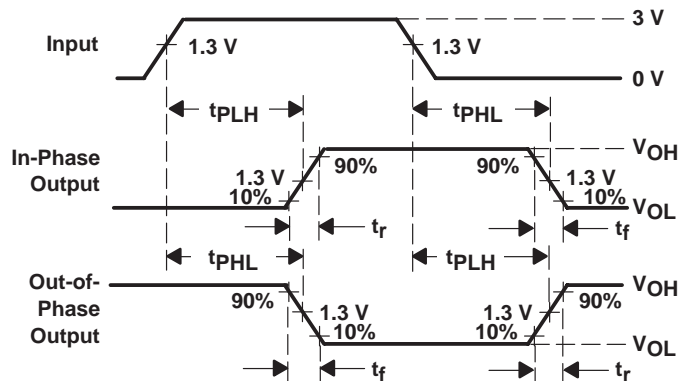 3 V
Input
1.3 V
1.3 V
0 V
tPLH
tPHL
In-Phase
Output
VOH
90%
90%
1.3 V
1.3 V
10%
10%
VOL
tr
tf
tPHL
tPLH
Out-of-
Phase
Output
VOH
90%
90%
1.3 V
1.3 V
10%
10%
VOL
tf
tr